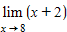 lim (x + 2)
x→8